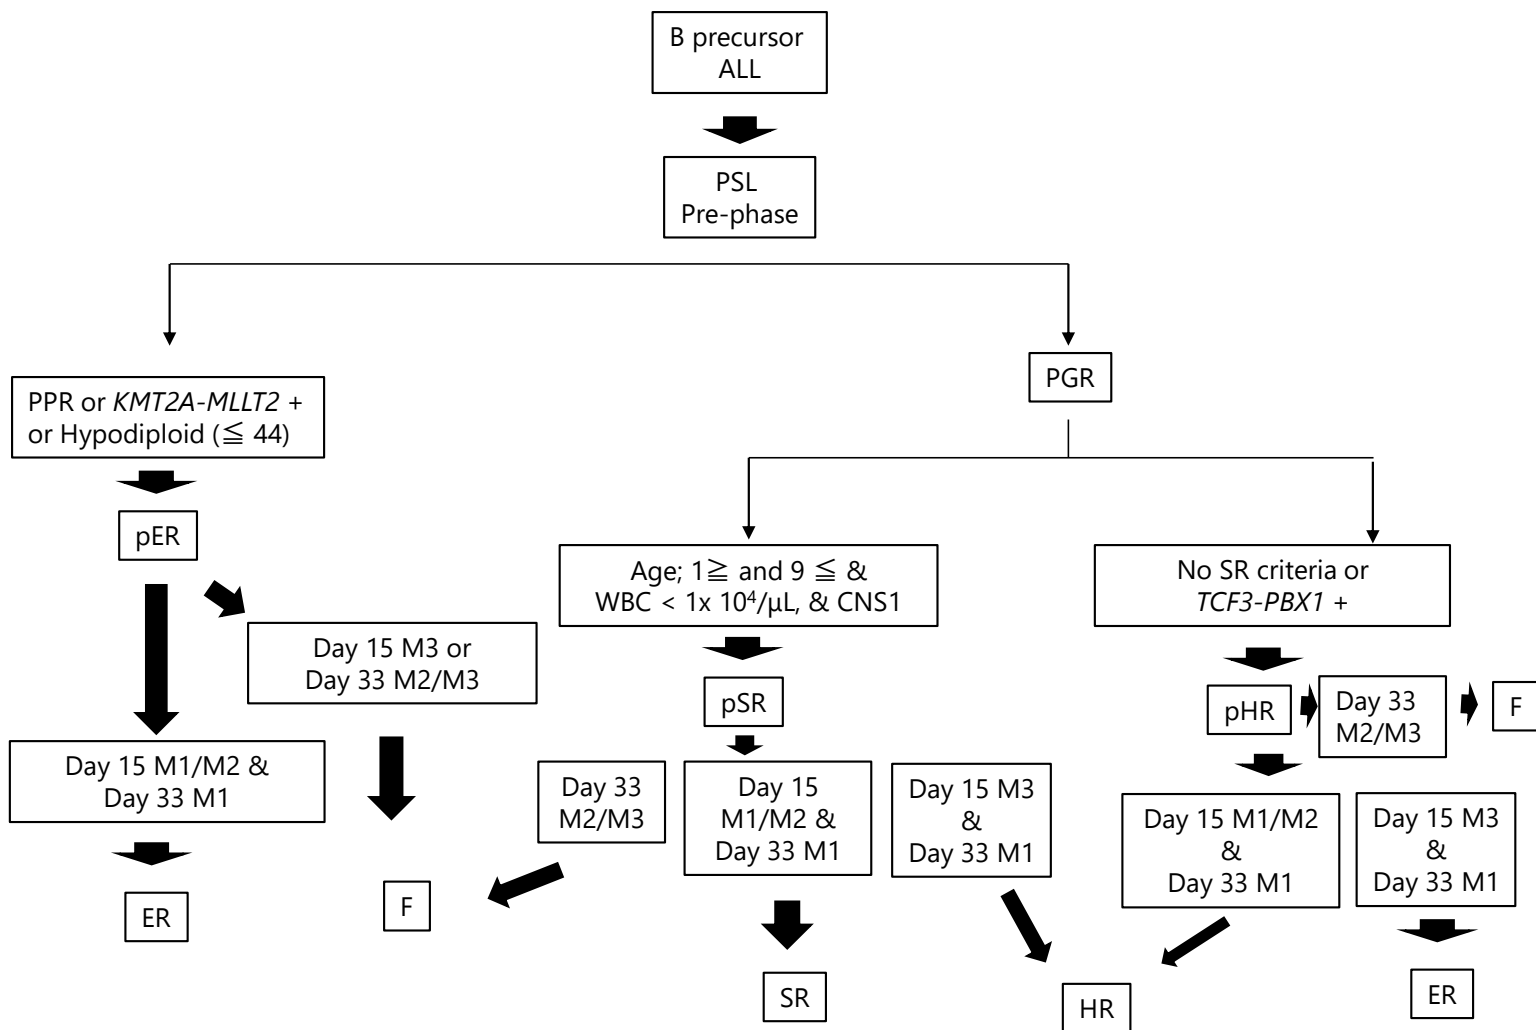 B precursor
ALL
PSL
Pre-phase
PPR or KMT2A-MLLT2 +
or Hypodiploid (≦ 44)
PGR
pER
Age; 1≧ and 9 ≦ &
WBC < 1x 10⁴/μL, & CNS1
No SR criteria or
TCF3-PBX1 +
Day 15 M3 or
Day 33 M2/M3
pSR
pHR
Day 33
M2/M3
F
Day 15 M1/M2 &
Day 33 M1
Day 33
M2/M3
Day 15
M1/M2 &
Day 33 M1
Day 15 M3
&
Day 33 M1
Day 15 M1/M2
&
Day 33 M1
Day 15 M3
&
Day 33 M1
ER
F
SR
HR
ER